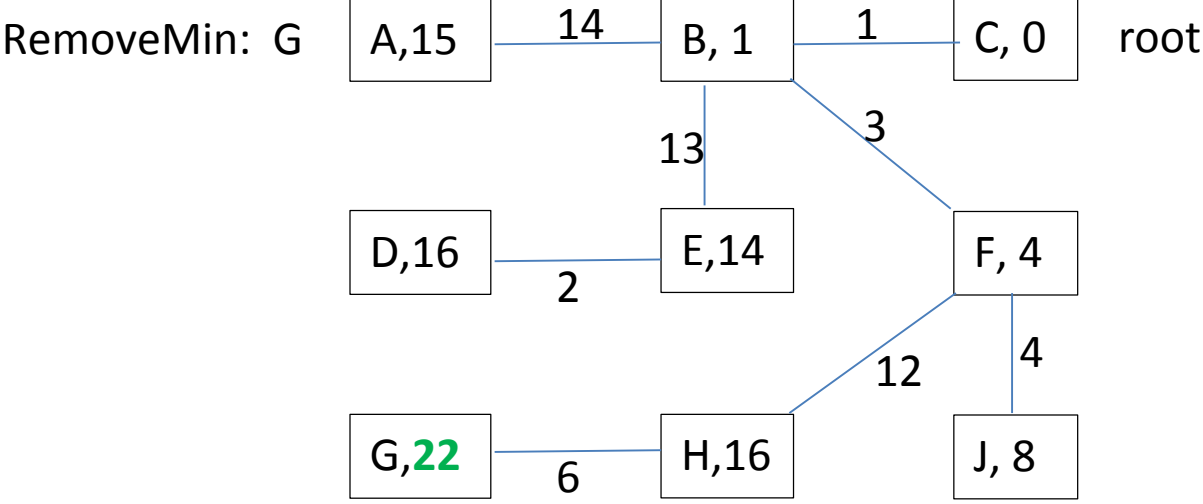 RemoveMin: G A,15 14 B, 1 1 C, 0 root
13 3
D,16 2 E,14 F, 4
12 4
G,22 6 H,16 J, 8